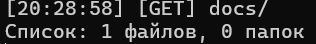 [20:28:58] [GET] docs/
Список: 1 файлов, 0 папок